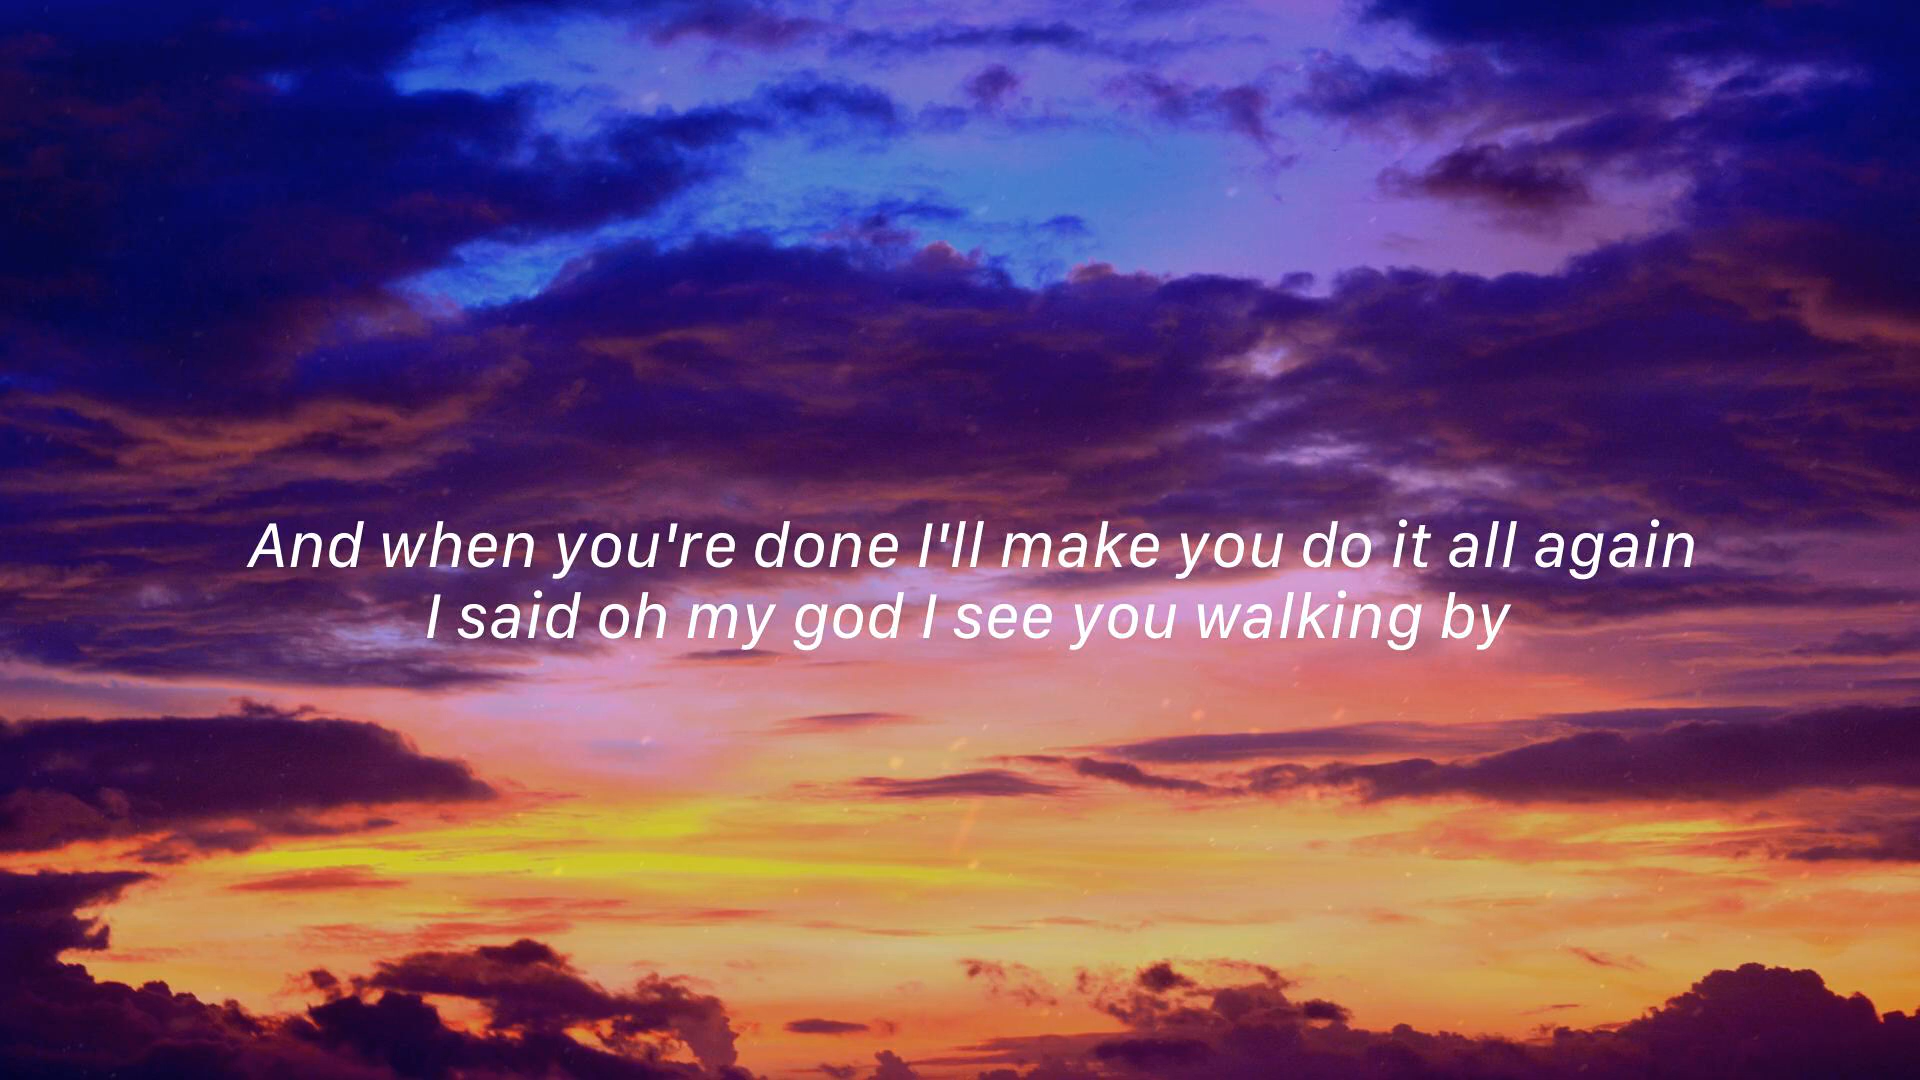 And when you're done I'll make you do it all again
I said oh my god I see you walking by